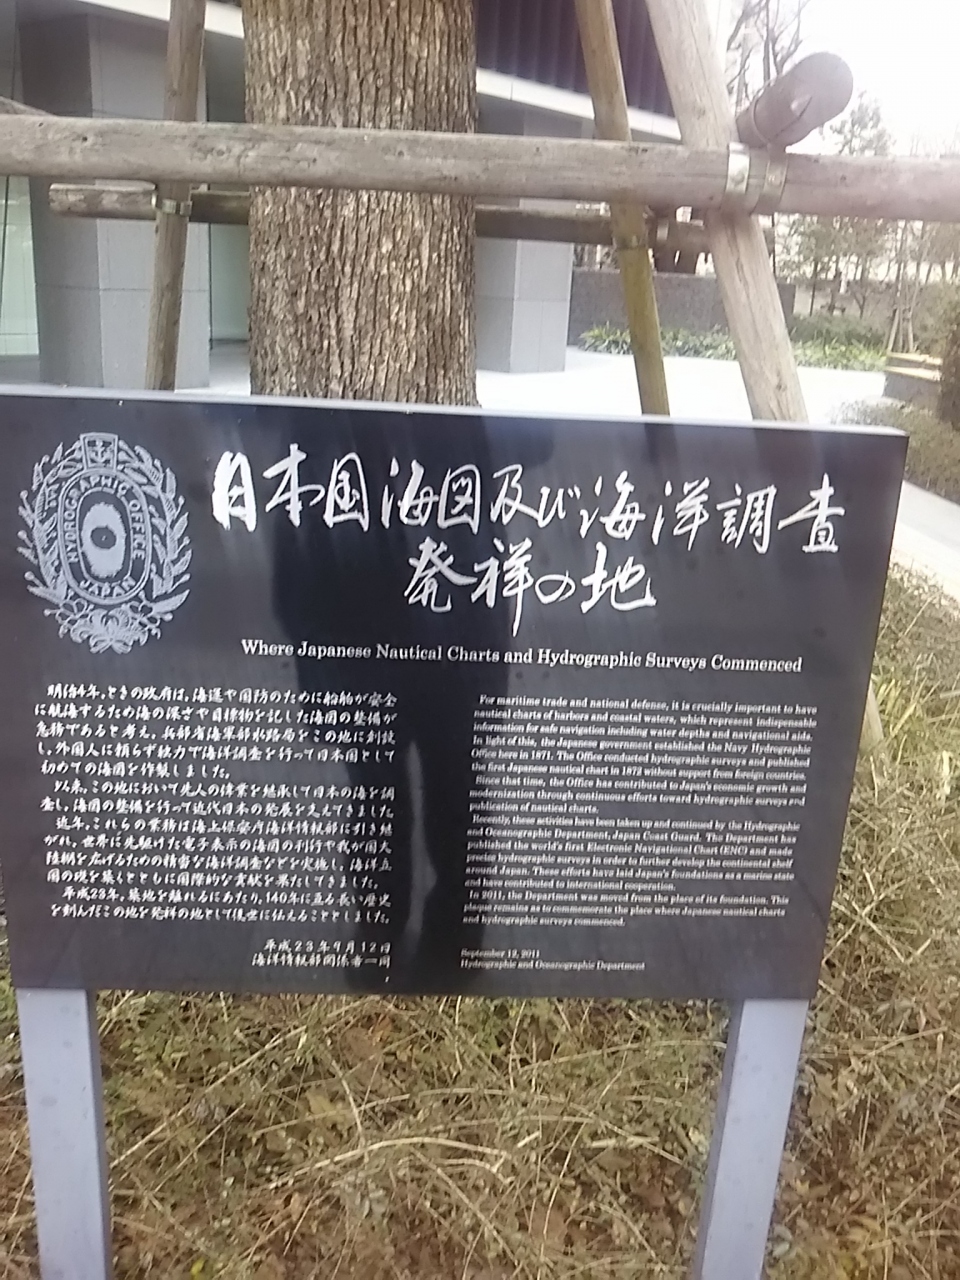 HYDROGRAPHIC OFFICE
JAPAN
日本国海図及び海洋調査
発祥の地
Where Japanese Nautical Charts and Hydrographic Surveys Commenced
明治4年。ときの政府は、海運や国防のために船舶が安全
に航海するため海の深さや目標物を記した海図の整備が
急務であると考え、兵部省海軍部水路局をこの地に創設
し、外国人に頼らず独力で海洋調査を行って日本国として
初めての海図を作製しました。
以来、この地において先人の偉業を継承して日本の海を調
査し、海図の整備を行って近代日本の発展を支えてきました。
近年、これらの業務は海上保安庁海洋情報部に引き継
がれ、世界に先駆けた電子表示の海図の刊行や我が国大
陸棚を広げるための精密な海洋調査などを実施し、海洋立
国の礎を築くとともに国際的な貢献を果たしてきました。
平成23年、築地を離れるにあたり、140年に亘る長い歴史
を刻んだこの地を発祥の地として後世に伝えることとしました。
平成23年9月12日
海洋情報部関係者一同
For maritime trade and national defense, it is crucially important to have
nautical charts of harbors and coastal waters, which represent indispensable
information for safe navigation including water depths and navigational aids.
In light of this, the Japanese government established the Navy Hydrographic
Office here in 1871. The Office conducted hydrographic surveys and published
the first Japanese nautical chart in 1872 without support from foreign countries.
Since that time, the Office has contributed to Japan's economic growth and
modernization through continuous efforts toward hydrographic surveys and
publication of nautical charts.
Recently, these activities have been taken up and continued by the Hydrographic
and Oceanographic Department, Japan Coast Guard. The Department has
published the world's first Electronic Navigational Chart (ENC) and made
precise hydrographic surveys in order to further develop the continental shelf
around Japan. These efforts have laid Japan's foundations as a marine state
and have contributed to international cooperation.
In 2011, the Department was moved from the place of its foundation. This
plaque remains as to commemorate the place where Japanese nautical charts
and hydrographic surveys commenced.
September 12, 2011
Hydrographic and Oceanographic Department